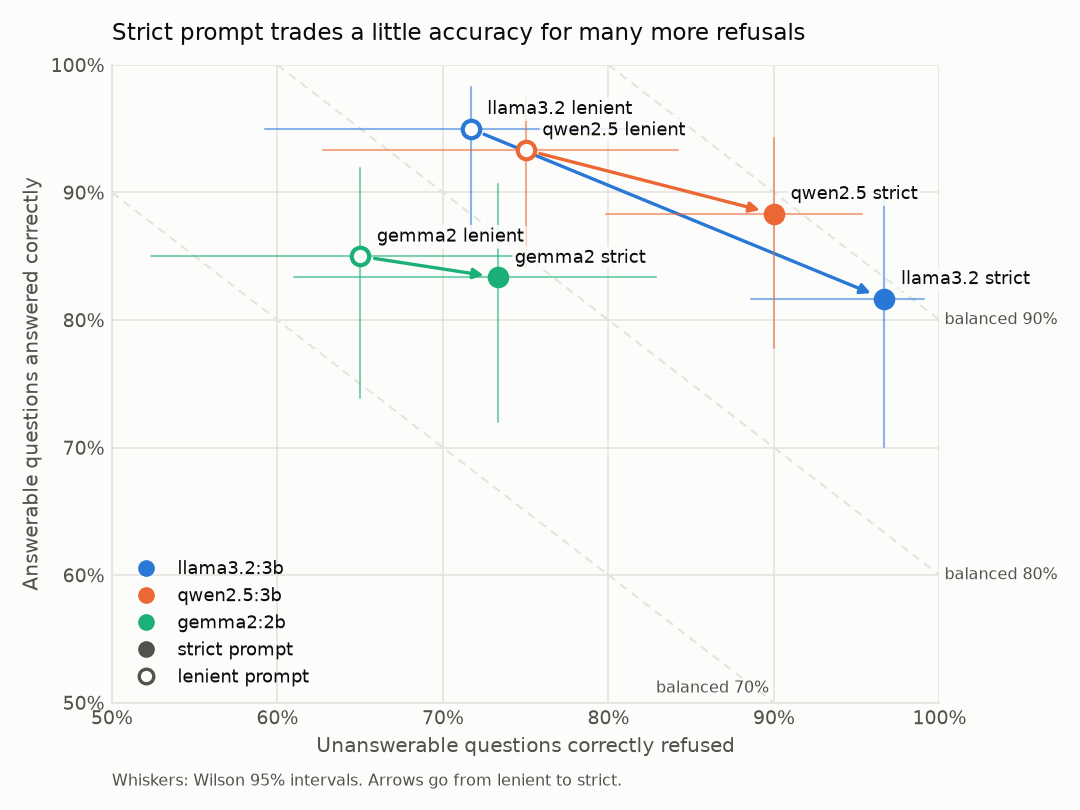 Strict prompt trades a little accuracy for many more refusals
100%
90%
80%
70%
60%
50%
Answerable questions answered correctly
llama3.2 lenient
qwen2.5 lenient
qwen2.5 strict
gemma2 lenient
gemma2 strict
llama3.2 strict
balanced 90%
balanced 80%
balanced 70%
llama3.2:3b
qwen2.5:3b
gemma2:2b
strict prompt
lenient prompt
50% 60% 70% 80% 90% 100%
Unanswerable questions correctly refused
Whiskers: Wilson 95% intervals. Arrows go from lenient to strict.